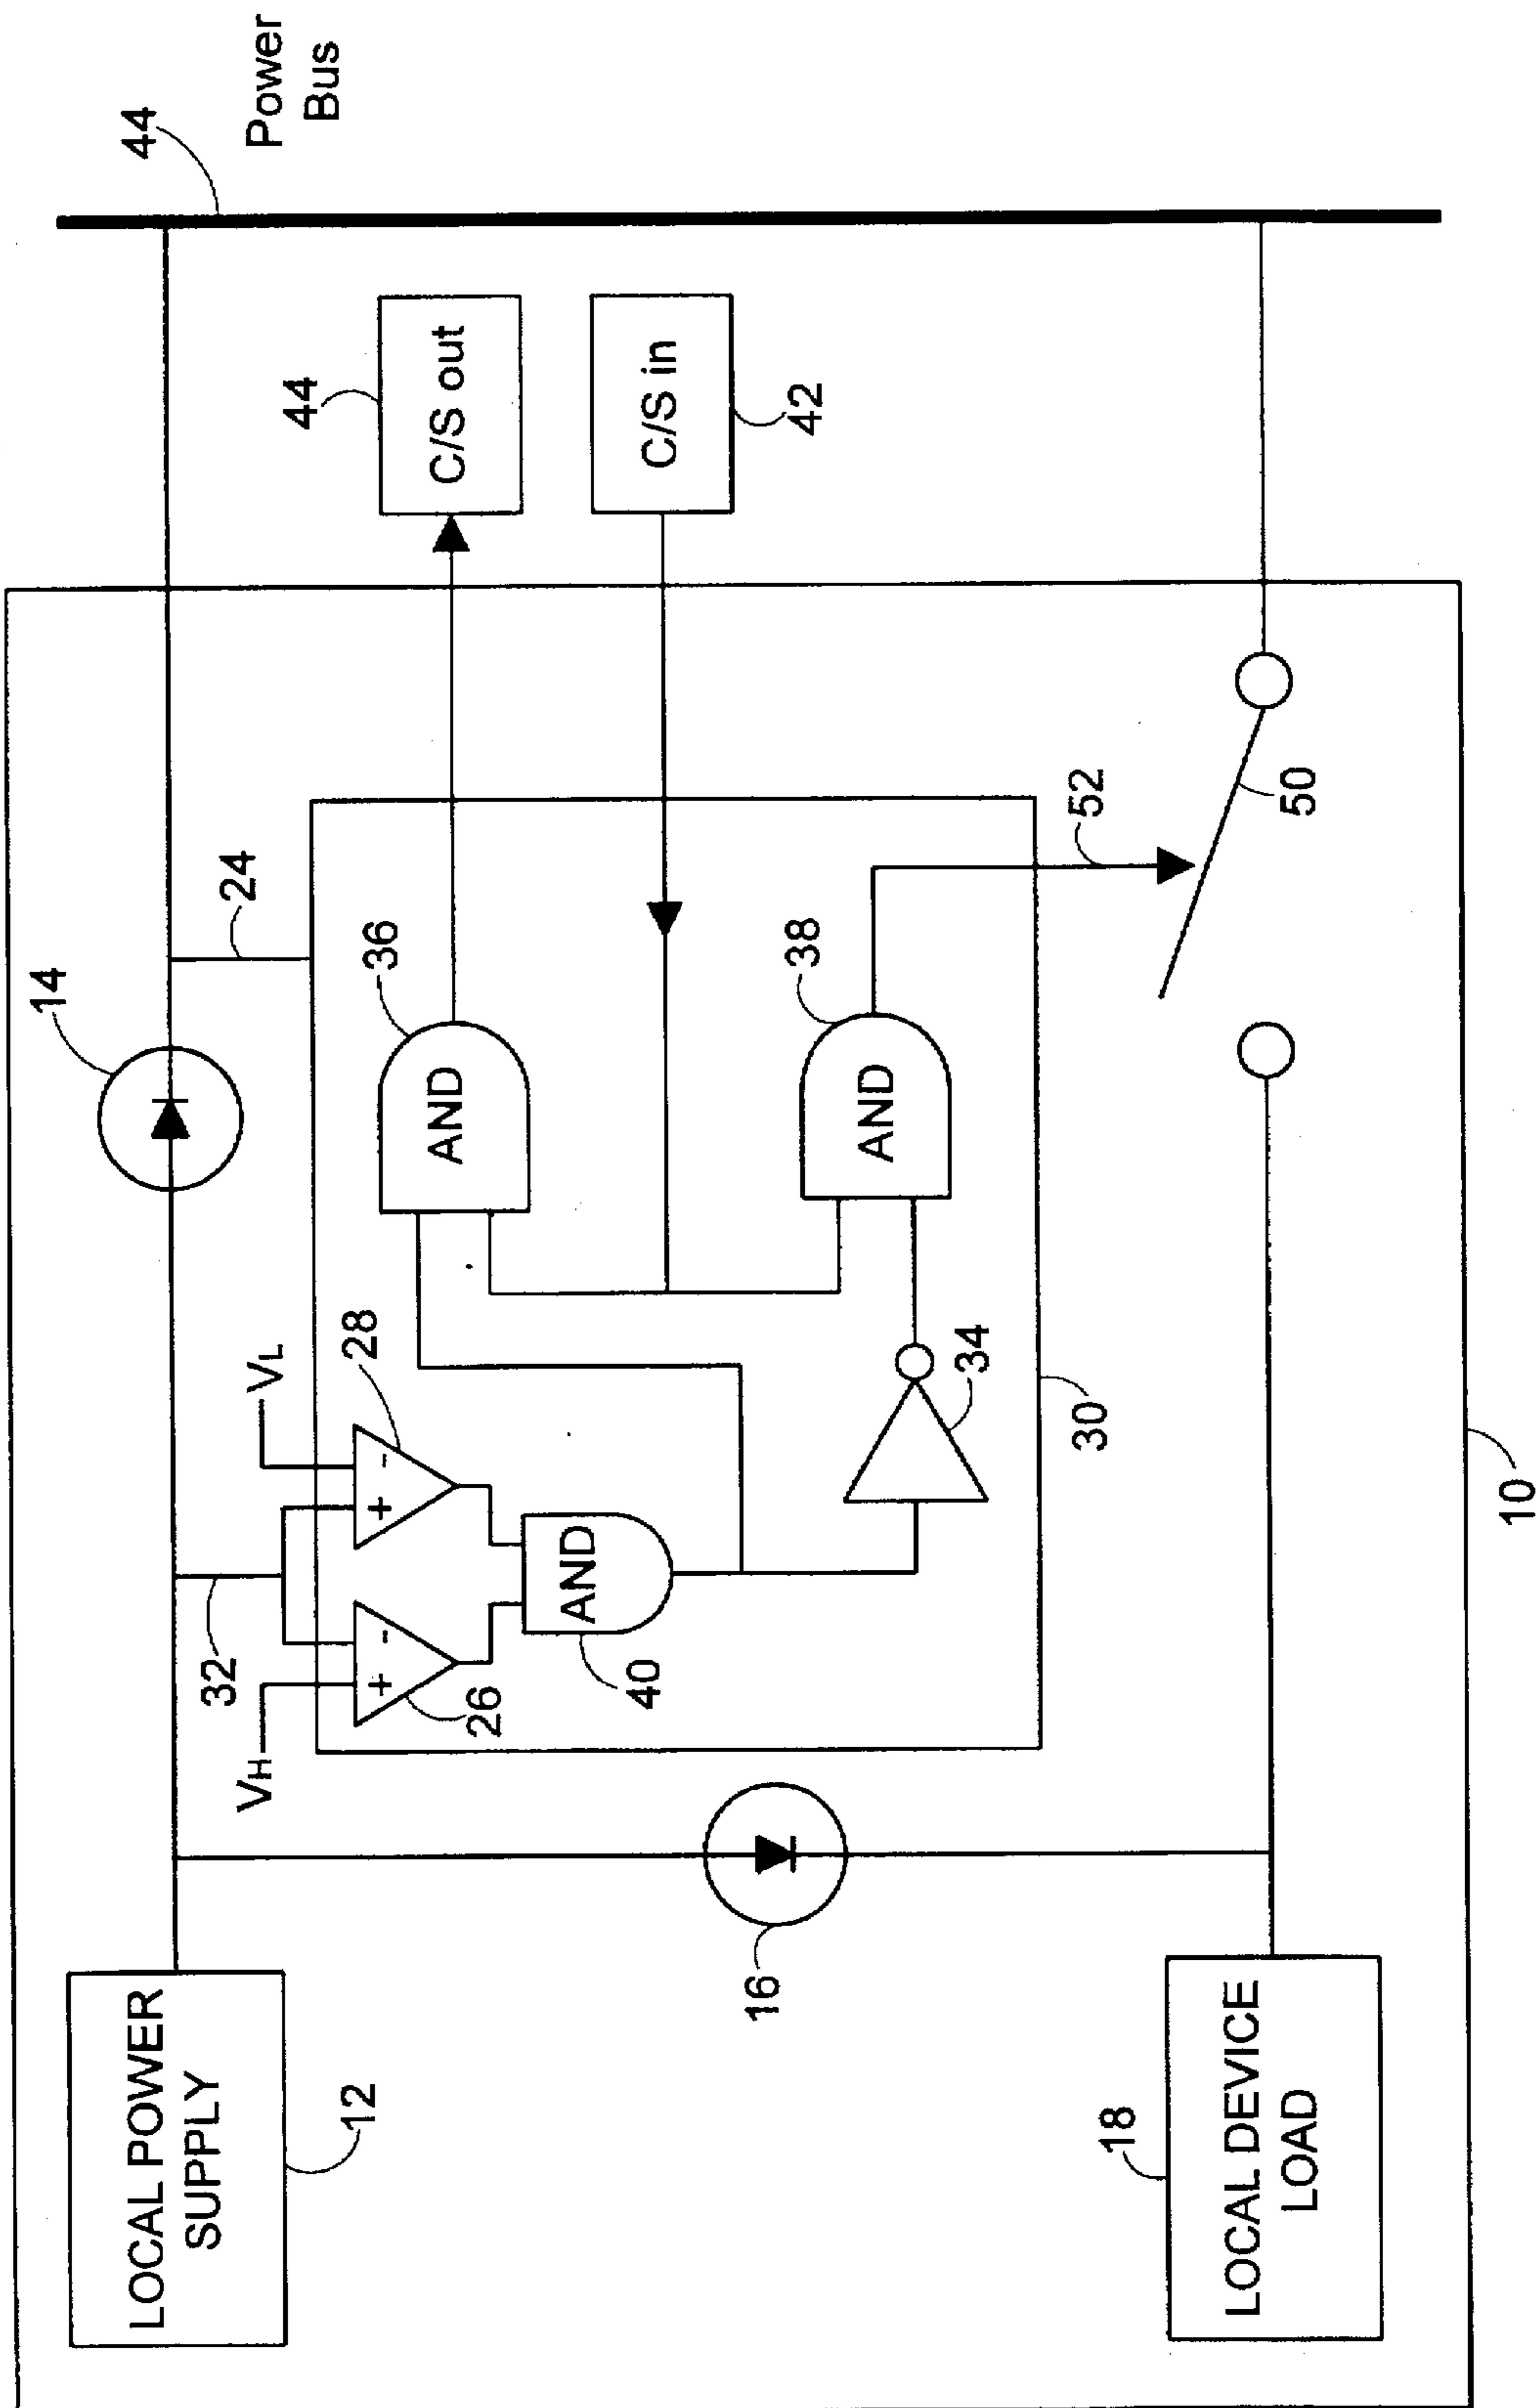 44
Power
Bus
14
24
44
C/S out
C/S in
42
VL
28
36
AND
32
VH
26
40
AND
38
AND
34
52
50
30
16
LOCAL POWER
SUPPLY
12
18
LOCAL DEVICE
LOAD
10
+
-
+
-